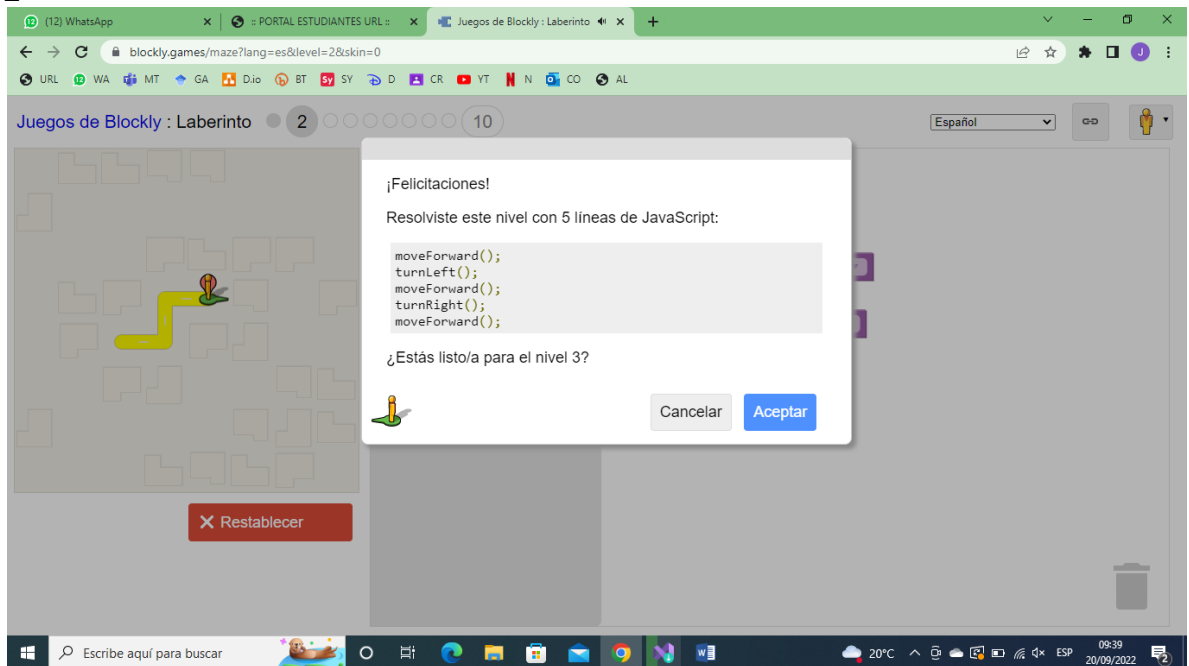 (12) WhatsApp
:: PORTAL ESTUDIANTES URL ::
Juegos de Blockly : Laberinto
blockly.games/maze?lang=es&level=2&skin=0
J
URL
WA
MT
GA
D.io
BT
Sy SY
D
CR
YT
N
CO
AL
Juegos de Blockly : Laberinto 2 10
Español
¡Felicitaciones!
Resolviste este nivel con 5 líneas de JavaScript:
moveForward();
turnLeft();
moveForward();
turnRight();
moveForward();
¿Estás listo/a para el nivel 3?
Cancelar
Aceptar
Restablecer
Escribe aquí para buscar
20°C
ESP
09:39
20/09/2022
2